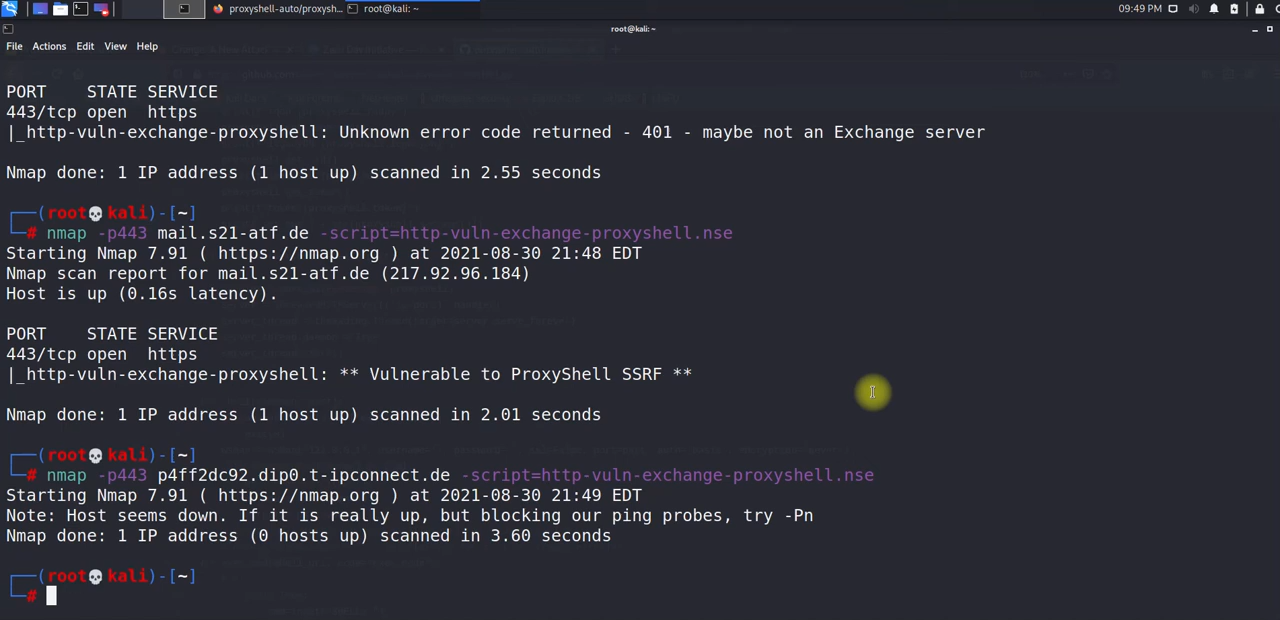 proxyshell-auto/proxysh...
root@kali: ~
09:49 PM
root@kali: ~
File Actions Edit View Help
PORT STATE SERVICE
443/tcp open https
|_http-vuln-exchange-proxyshell: Unknown error code returned - 401 - maybe not an Exchange server
Nmap done: 1 IP address (1 host up) scanned in 2.55 seconds
┌──(root💀kali)-[~]
└─# nmap -p443 mail.s21-atf.de -script=http-vuln-exchange-proxyshell.nse
Starting Nmap 7.91 ( https://nmap.org ) at 2021-08-30 21:48 EDT
Nmap scan report for mail.s21-atf.de (217.92.96.184)
Host is up (0.16s latency).
PORT STATE SERVICE
443/tcp open https
|_http-vuln-exchange-proxyshell: ** Vulnerable to ProxyShell SSRF **
Nmap done: 1 IP address (1 host up) scanned in 2.01 seconds
┌──(root💀kali)-[~]
└─# nmap -p443 p4ff2dc92.dip0.t-ipconnect.de -script=http-vuln-exchange-proxyshell.nse
Starting Nmap 7.91 ( https://nmap.org ) at 2021-08-30 21:49 EDT
Note: Host seems down. If it is really up, but blocking our ping probes, try -Pn
Nmap done: 1 IP address (0 hosts up) scanned in 3.60 seconds
┌──(root💀kali)-[~]
└─#